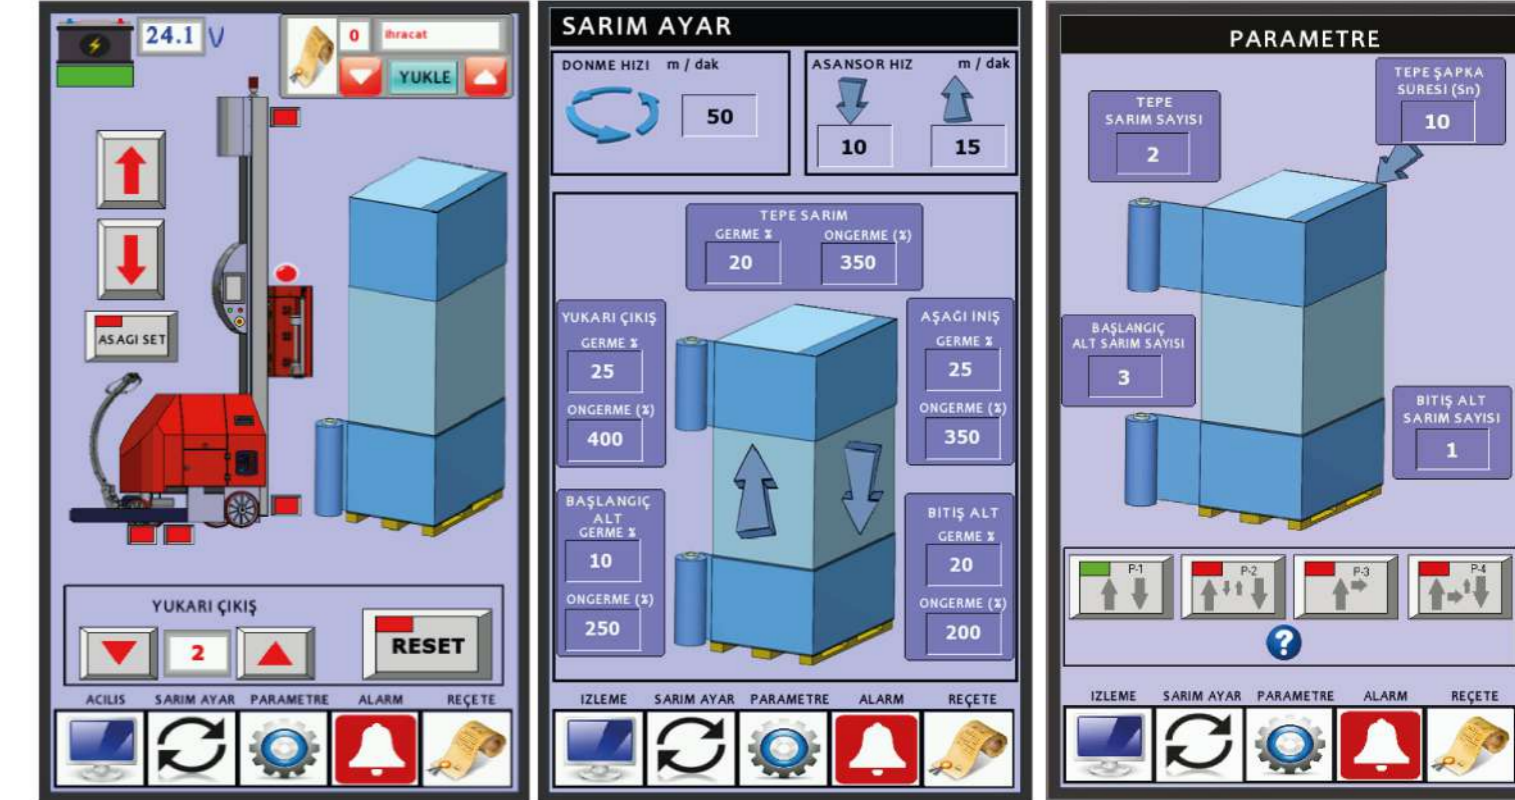 24.1 V
0 ihracat
YUKLE
ASAGI SET
YUKARI ÇIKIŞ
2
RESET
ACILIS SARIM AYAR PARAMETRE ALARM REÇETE
SARIM AYAR
DONME HIZI m / dak
50
ASANSOR HIZ m / dak
10 15
TEPE SARIM
GERME % ONGERME (%)
20 350
YUKARI ÇIKIŞ
GERME %
25
ONGERME (%)
400
AŞAGI INIŞ
GERME %
25
ONGERME (%)
350
BAŞLANGIÇ
ALT
GERME %
10
ONGERME (%)
250
BITIŞ ALT
GERME %
20
ONGERME (%)
200
IZLEME SARIM AYAR PARAMETRE ALARM REÇETE
PARAMETRE
TEPE
SARIM SAYISI
2
TEPE ŞAPKA
SURESI (Sn)
10
BAŞLANGIÇ
ALT SARIM SAYISI
3
BITIŞ ALT
SARIM SAYISI
1
P-1 P-2 P-3 P-4
?
IZLEME SARIM AYAR PARAMETRE ALARM REÇETE